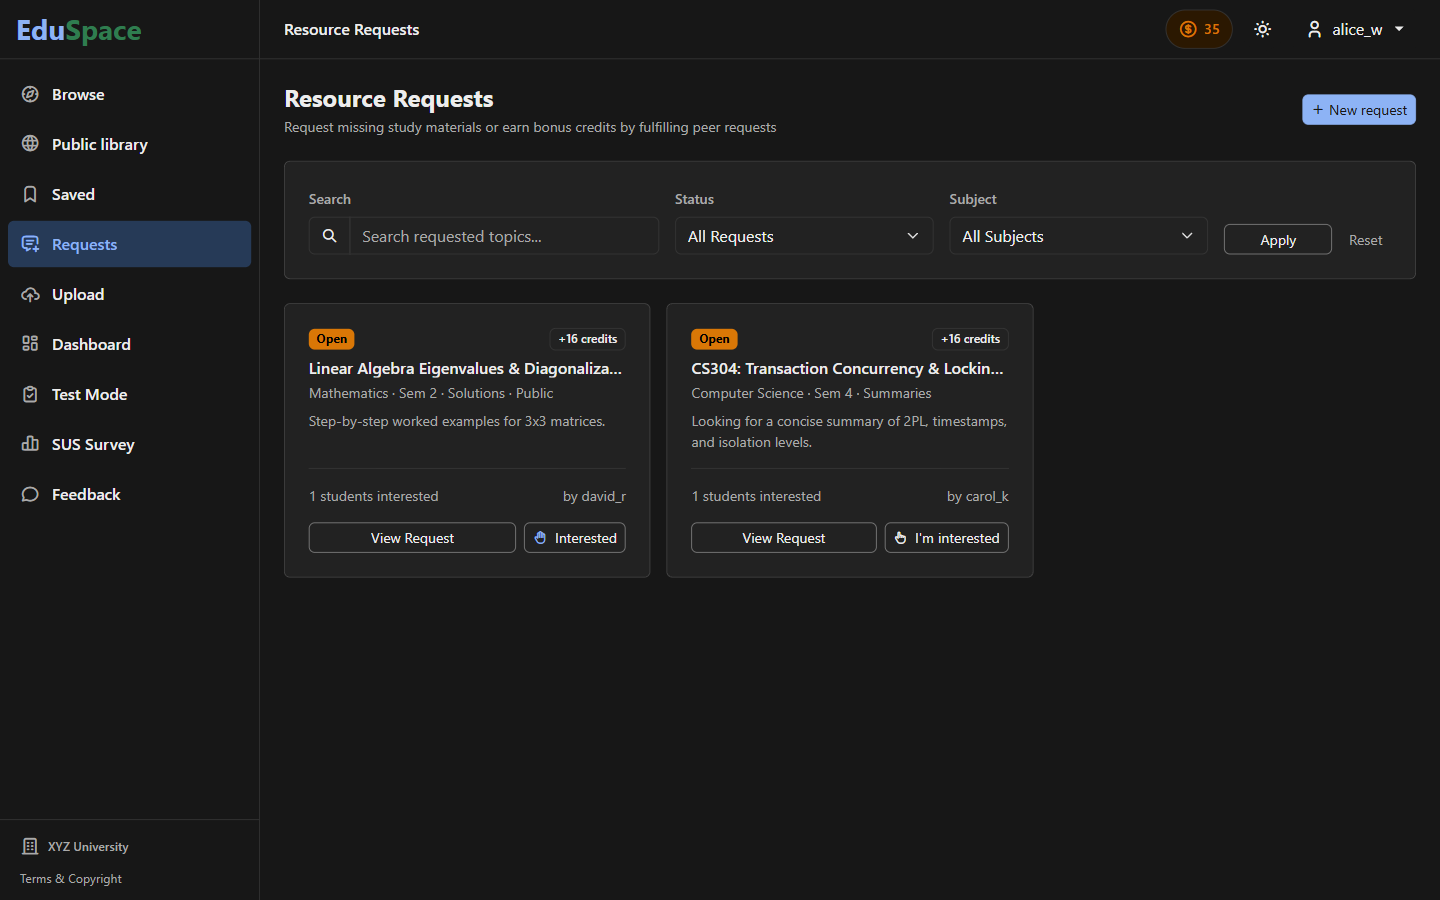 EduSpace
Resource Requests
35
alice_w
Browse
Public library
Saved
Requests
Upload
Dashboard
Test Mode
SUS Survey
Feedback
XYZ University
Terms & Copyright
Resource Requests
Request missing study materials or earn bonus credits by fulfilling peer requests
+ New request
Search
Status
Subject
Search requested topics...
All Requests
All Subjects
Apply
Reset
Open
+16 credits
Linear Algebra Eigenvalues & Diagonaliza...
Mathematics · Sem 2 · Solutions · Public
Step-by-step worked examples for 3x3 matrices.
1 students interested
by david_r
View Request
Interested
Open
+16 credits
CS304: Transaction Concurrency & Lockin...
Computer Science · Sem 4 · Summaries
Looking for a concise summary of 2PL, timestamps,
and isolation levels.
1 students interested
by carol_k
View Request
I'm interested